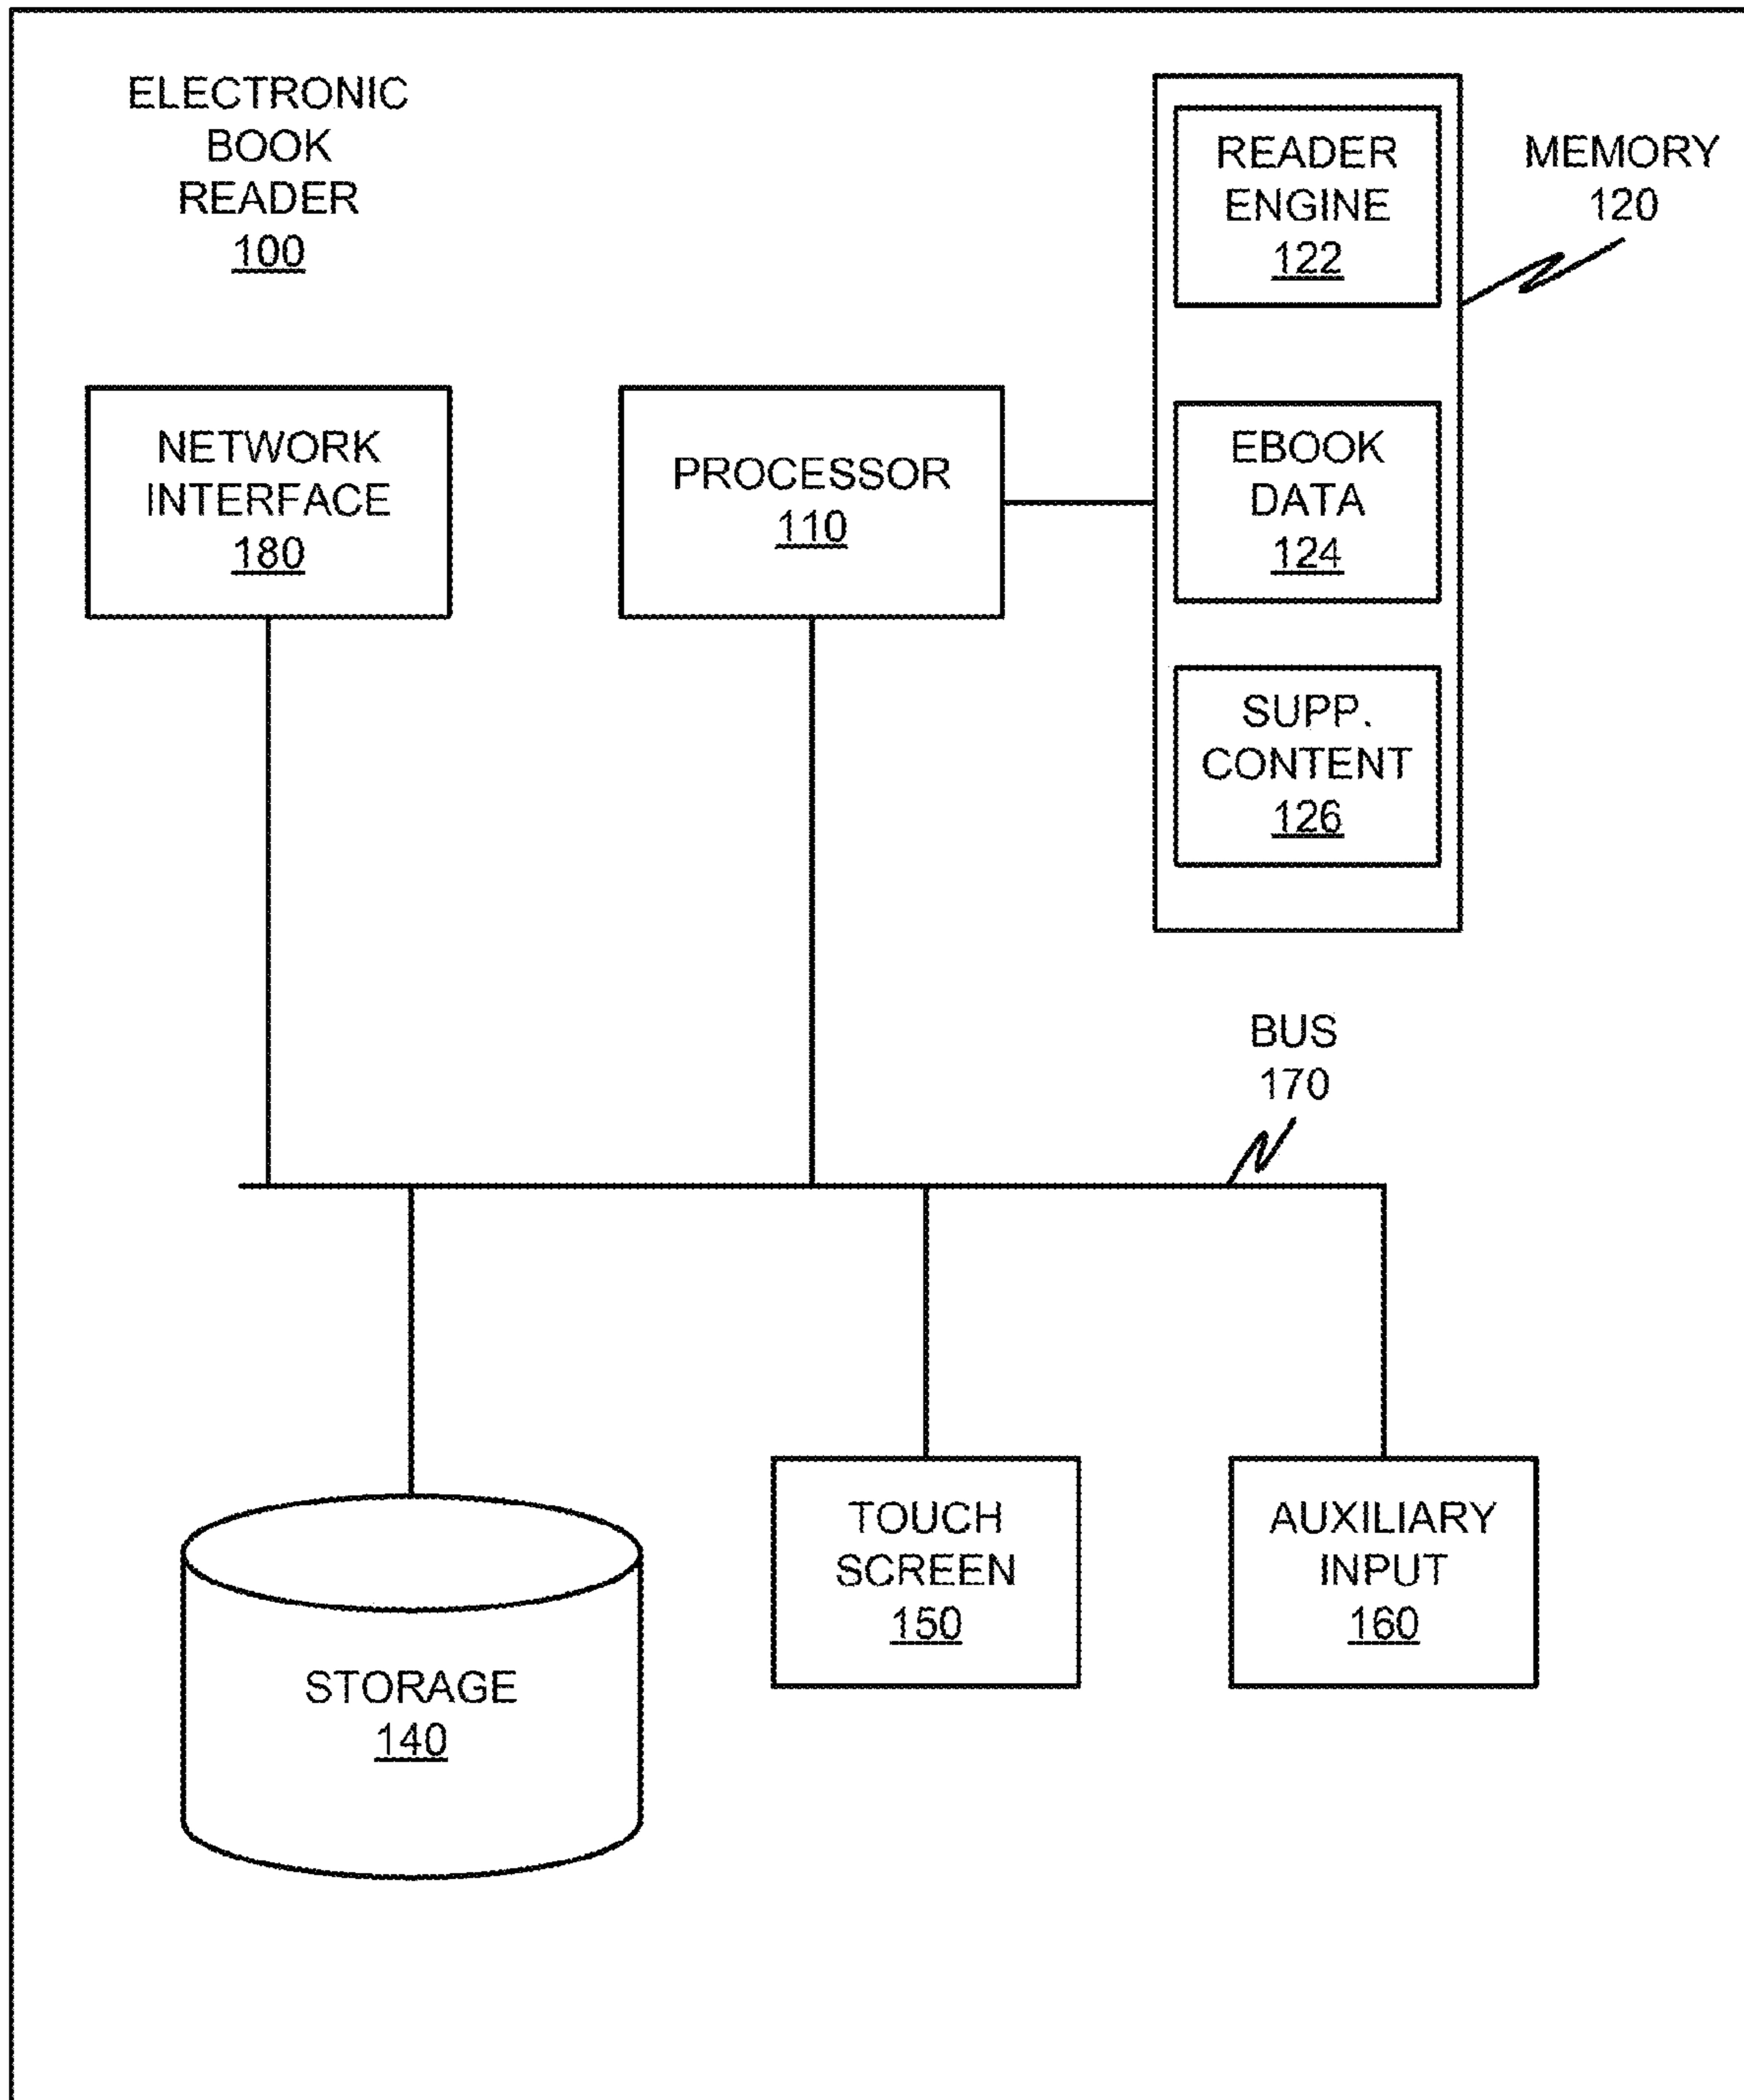 ELECTRONIC
BOOK
READER
100
READER
ENGINE
122
MEMORY
120
NETWORK
INTERFACE
180
PROCESSOR
110
EBOOK
DATA
124
SUPP.
CONTENT
126
BUS
170
STORAGE
140
TOUCH
SCREEN
150
AUXILIARY
INPUT
160